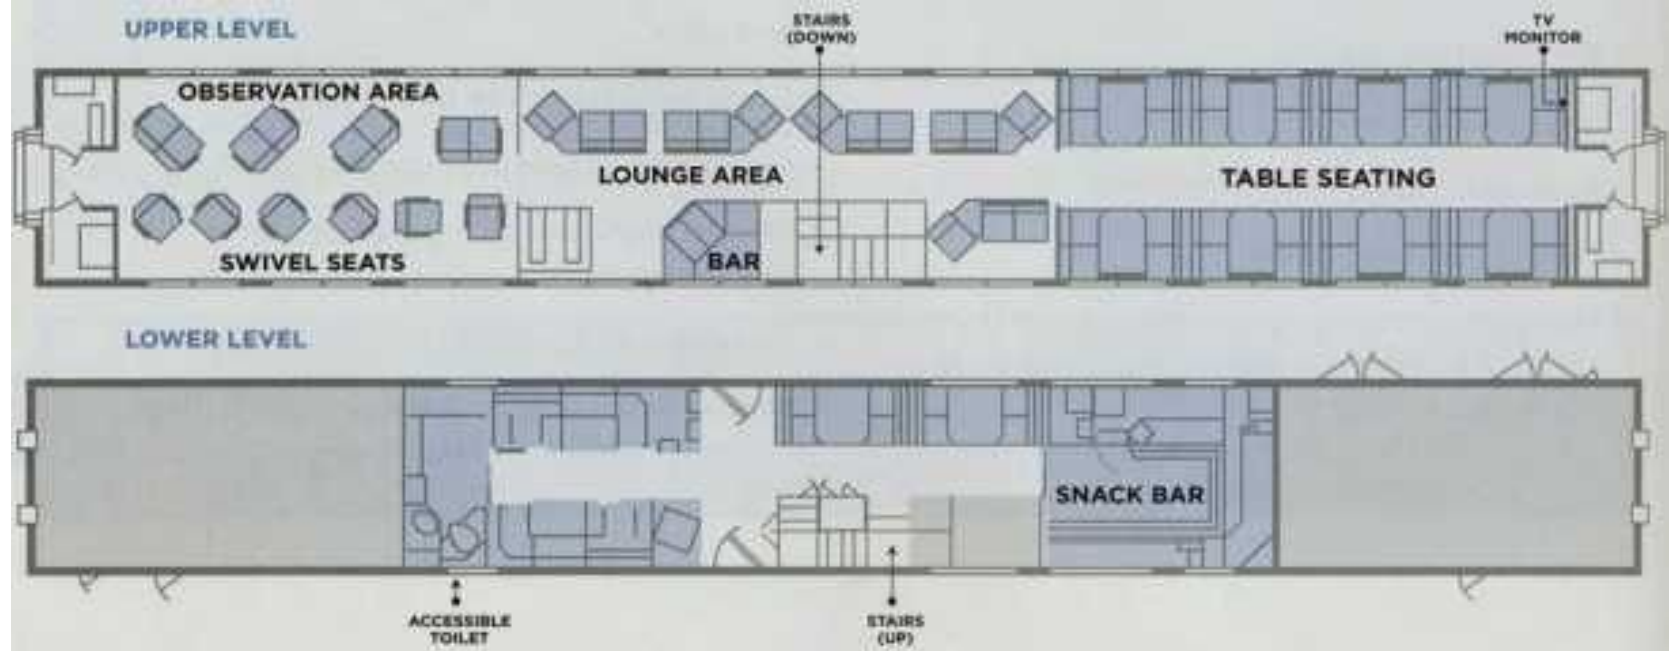 UPPER LEVEL
STAIRS
(DOWN)
TV
MONITOR
OBSERVATION AREA
LOUNGE AREA
TABLE SEATING
SWIVEL SEATS
BAR
LOWER LEVEL
SNACK BAR
ACCESSIBLE
TOILET
STAIRS
(UP)